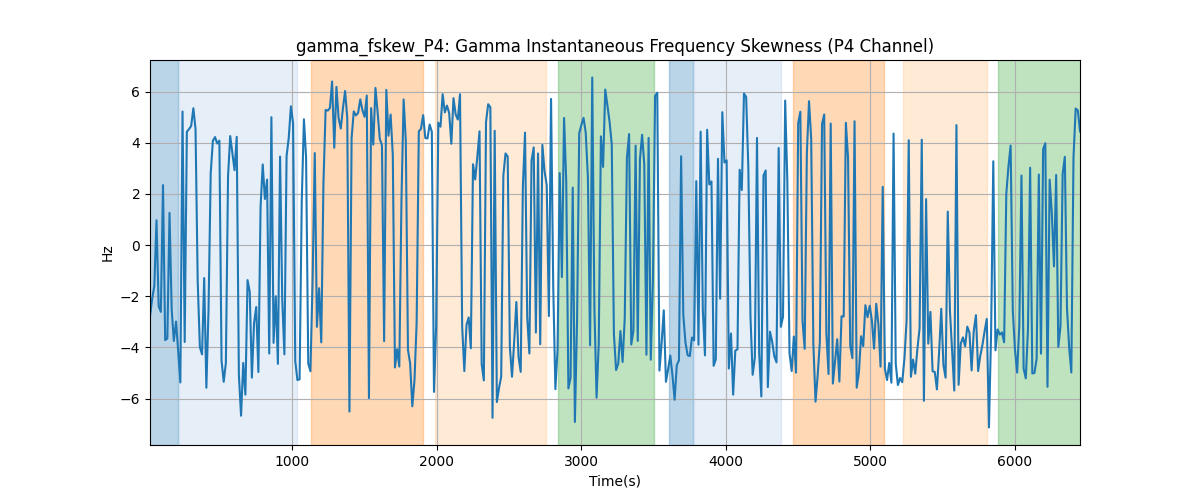 gamma_fskew_P4: Gamma Instantaneous Frequency Skewness (P4 Channel)
6
4
2
0
−2
−4
−6
Hz
1000 2000 3000 4000 5000 6000
Time(s)